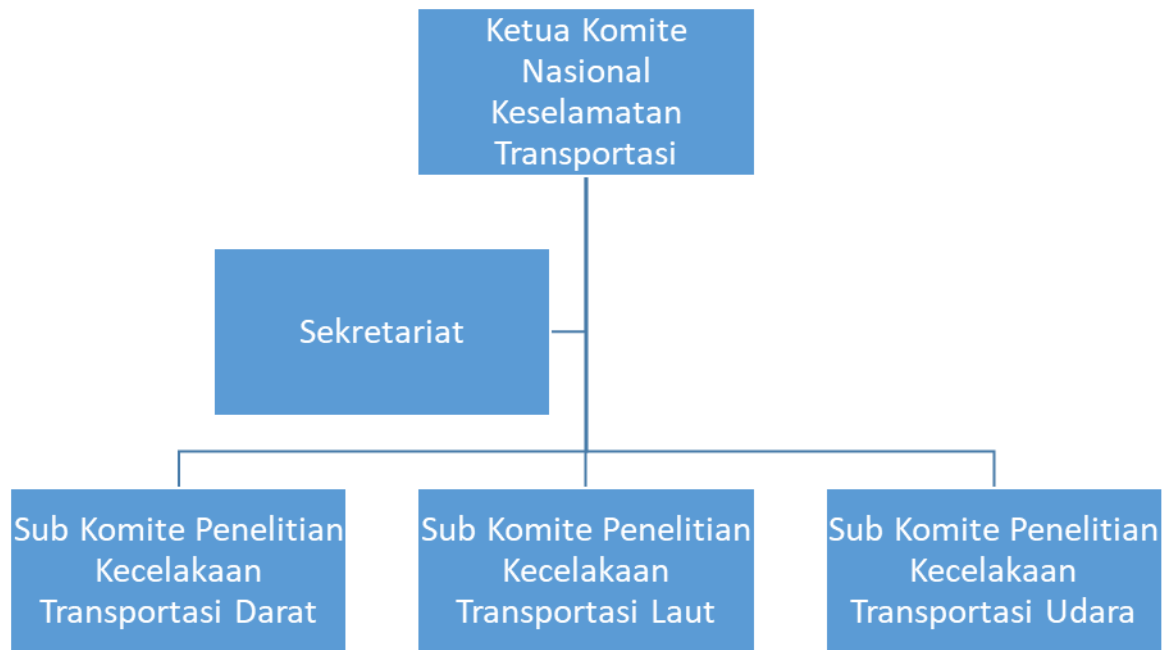 Ketua Komite
Nasional
Keselamatan
Transportasi
Sekretariat
Sub Komite Penelitian
Kecelakaan
Transportasi Darat
Sub Komite Penelitian
Kecelakaan
Transportasi Laut
Sub Komite Penelitian
Kecelakaan
Transportasi Udara